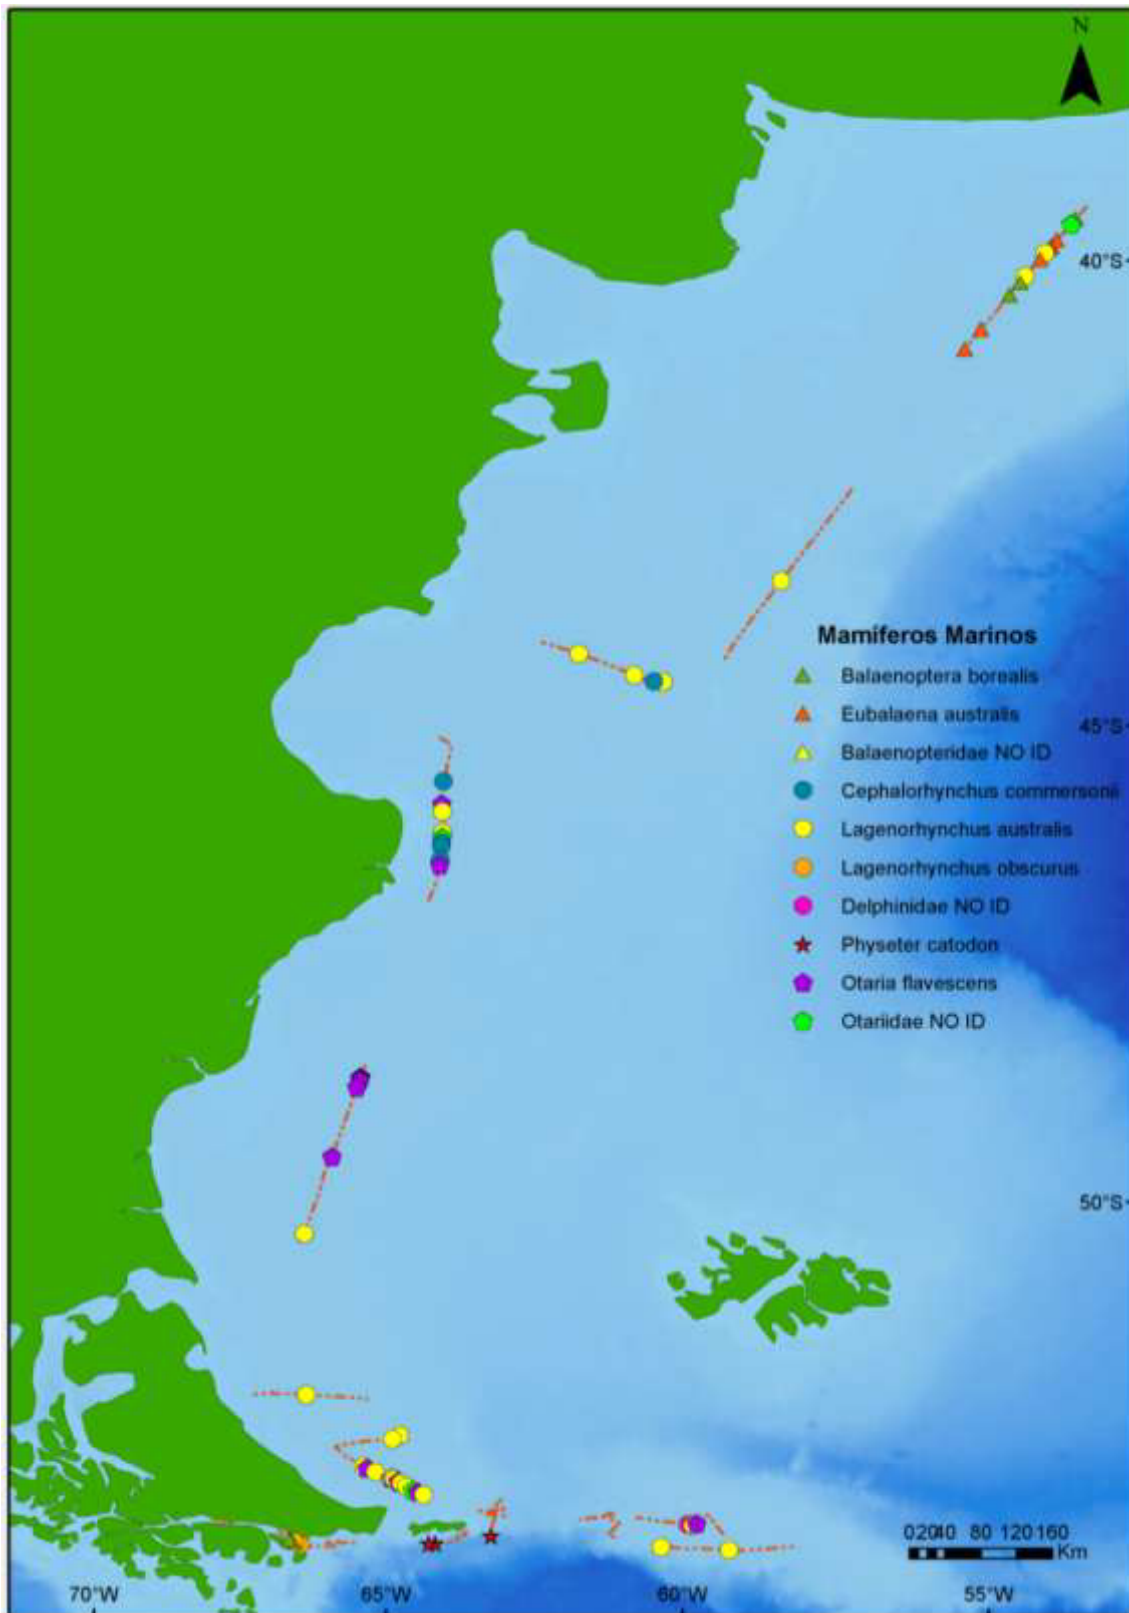 N
40°S
Mamíferos Marinos
Balaenoptera borealis
Eubalaena australis
45°S
Balaenopteridae NO ID
Cephalorhynchus commersonii
Lagenorhynchus australis
Lagenorhynchus obscurus
Delphinidae NO ID
Physeter catodon
Otaria flavescens
Otariidae NO ID
50°S
0 20 40 80 120 160
Km
70°W 65°W 60°W 55°W